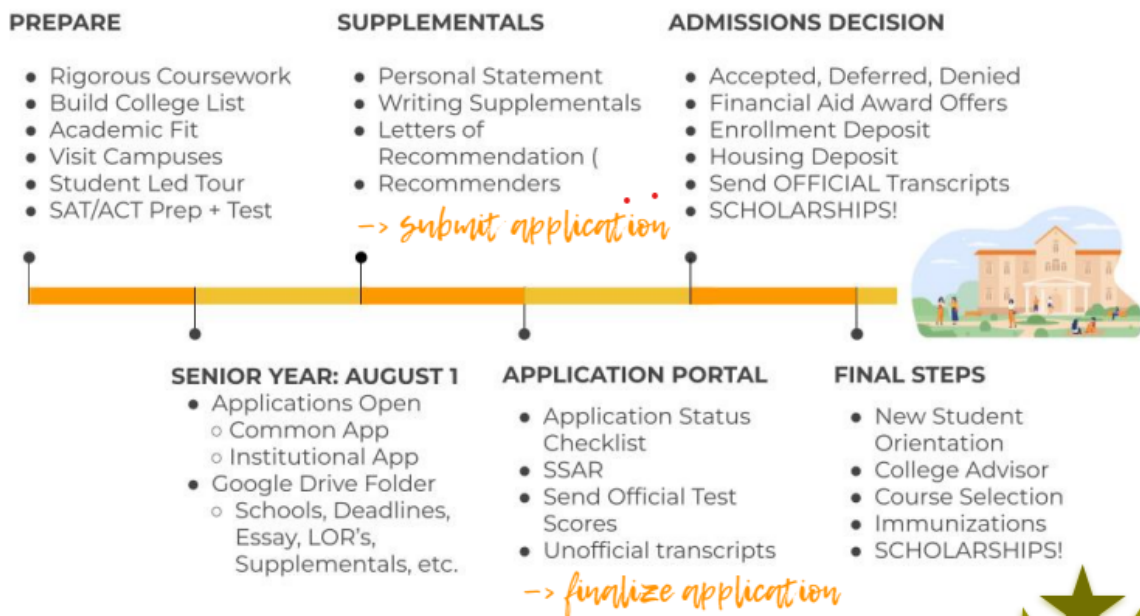 PREPARE
● Rigorous Coursework
● Build College List
● Academic Fit
● Visit Campuses
● Student Led Tour
● SAT/ACT Prep + Test
SUPPLEMENTALS
● Personal Statement
● Writing Supplementals
● Letters of
Recommendation (
● Recommenders
-> submit application
ADMISSIONS DECISION
● Accepted, Deferred, Denied
● Financial Aid Award Offers
● Enrollment Deposit
● Housing Deposit
● Send OFFICIAL Transcripts
● SCHOLARSHIPS!
SENIOR YEAR: AUGUST 1
● Applications Open
○ Common App
○ Institutional App
● Google Drive Folder
○ Schools, Deadlines,
Essay, LOR's,
Supplementals, etc.
APPLICATION PORTAL
● Application Status
Checklist
● SSAR
● Send Official Test
Scores
● Unofficial transcripts
-> finalize application
FINAL STEPS
● New Student
Orientation
● College Advisor
● Course Selection
● Immunizations
● SCHOLARSHIPS!